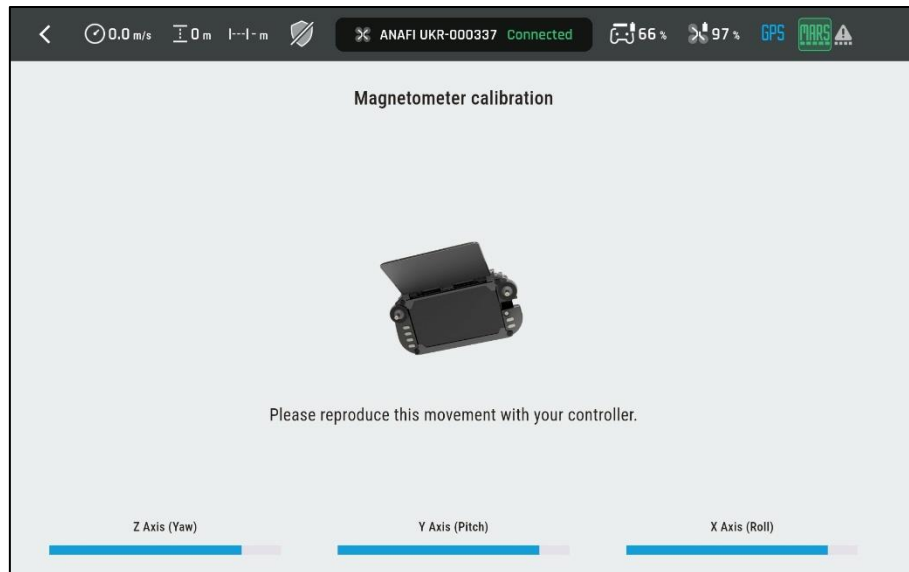 0.0 m/s 0 m |---|- m ANAFI UKR-000337 Connected 66 % 97 % GPS MARS
Magnetometer calibration
Please reproduce this movement with your controller.
Z Axis (Yaw) Y Axis (Pitch) X Axis (Roll)